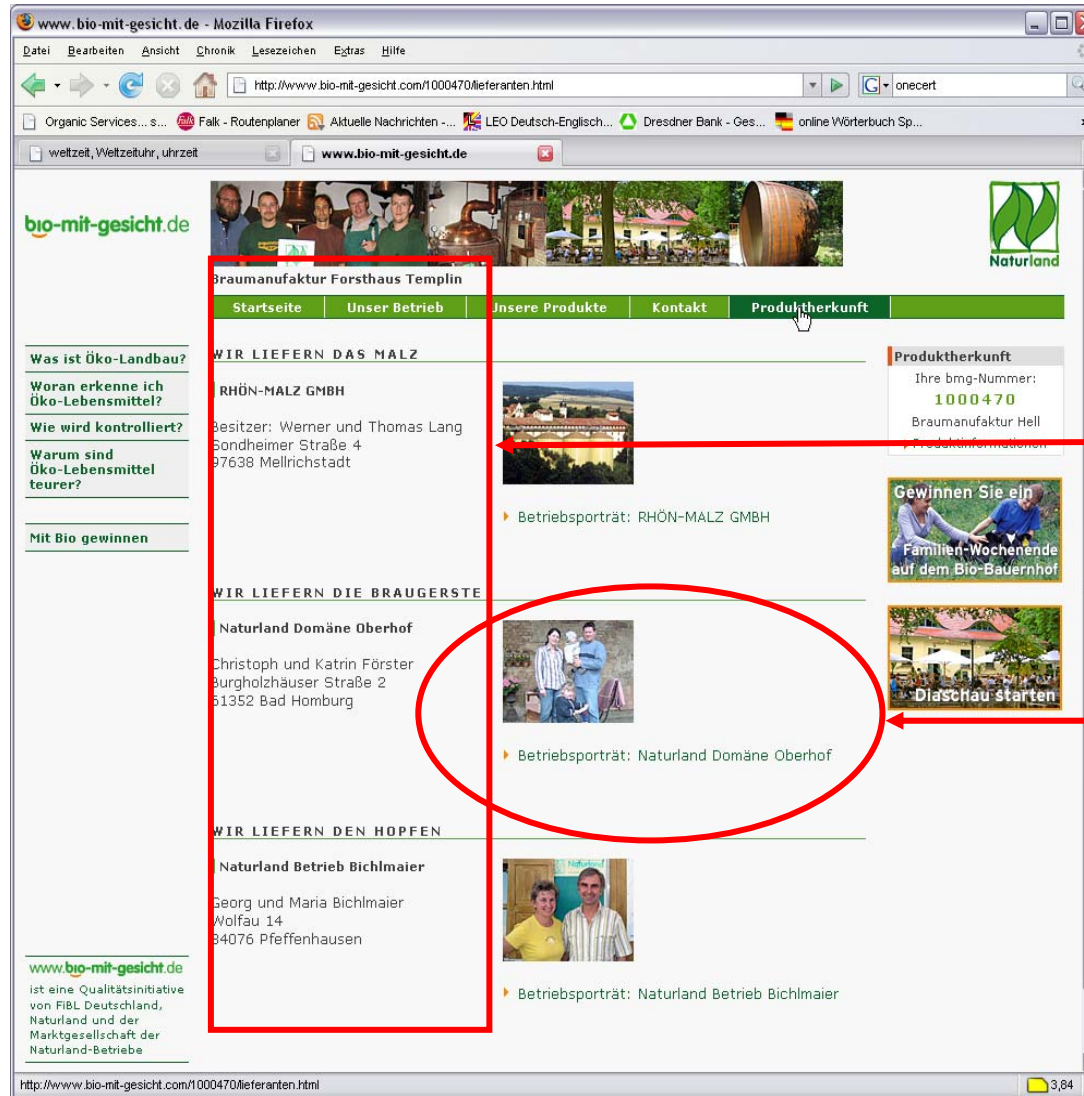 www.bio-mit-gesicht.de - Mozilla Firefox
Datei Bearbeiten Ansicht Chronik Lesezeichen Extras Hilfe
http://www.bio-mit-gesicht.com/1000470/lieferanten.html
onecert
Organic Services... s... Falk - Routenplaner Aktuelle Nachrichten -... LEO Deutsch-Englisch... Dresdner Bank - Ges... online Wörterbuch Sp...
weltzeit, Weltzeituhr, uhrzeit www.bio-mit-gesicht.de
bio-mit-gesicht.de
Naturland
Braumanufaktur Forsthaus Templin
Startseite Unser Betrieb Unsere Produkte Kontakt Produktherkunft
Was ist Öko-Landbau?
Woran erkenne ich
Öko-Lebensmittel?
Wie wird kontrolliert?
Warum sind
Öko-Lebensmittel
teurer?
Mit Bio gewinnen
WIR LIEFERN DAS MALZ
RHÖN-MALZ GMBH
Besitzer: Werner und Thomas Lang
Sondheimer Straße 4
97638 Mellrichstadt
Betriebsporträt: RHÖN-MALZ GMBH
WIR LIEFERN DIE BRAUGERSTE
Naturland Domäne Oberhof
Christoph und Katrin Förster
Burgholzhäuser Straße 2
61352 Bad Homburg
Betriebsporträt: Naturland Domäne Oberhof
WIR LIEFERN DEN HOPFEN
Naturland Betrieb Bichlmaier
Georg und Maria Bichlmaier
Wolfau 14
84076 Pfeffenhausen
Betriebsporträt: Naturland Betrieb Bichlmaier
Produktherkunft
Ihre bmg-Nummer:
1000470
Braumanufaktur Hell
Produktinformationen
Gewinnen Sie ein
Familien-Wochenende
auf dem Bio-Bauernhof
Diaschau starten
www.bio-mit-gesicht.de
ist eine Qualitätsinitiative
von FiBL Deutschland,
Naturland und der
Marktgesellschaft der
Naturland-Betriebe
http://www.bio-mit-gesicht.com/1000470/lieferanten.html
3,84